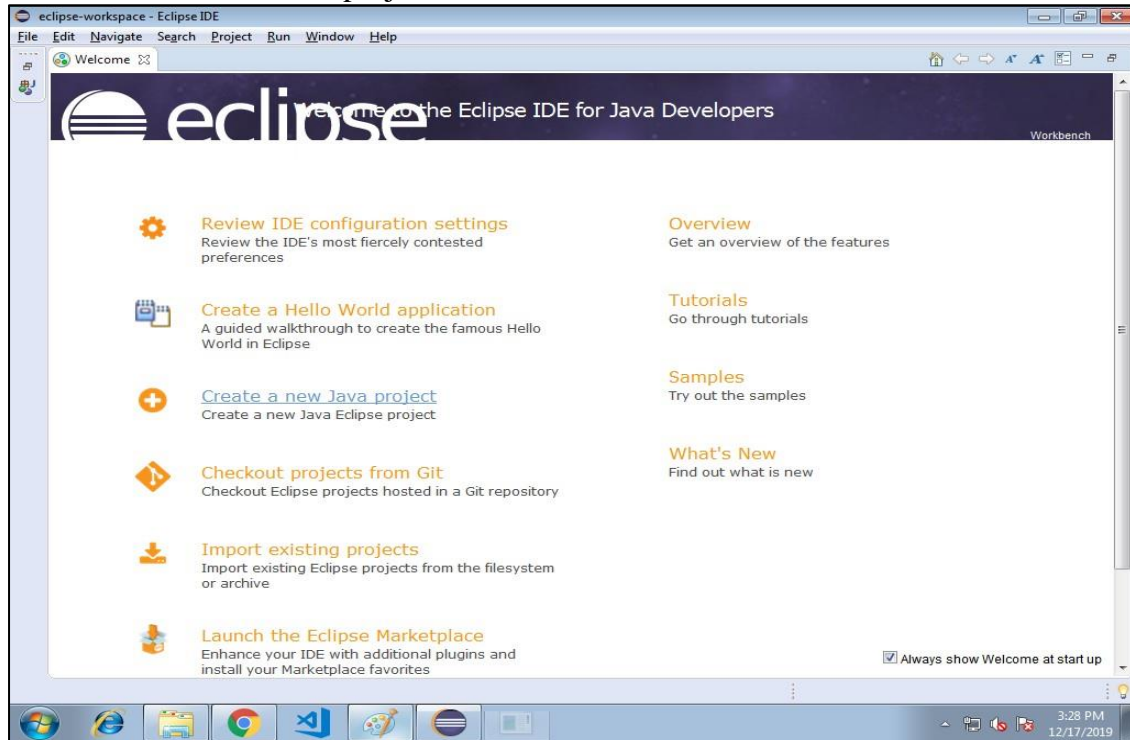 eclipse-workspace - Eclipse IDE
File Edit Navigate Search Project Run Window Help
Welcome
eclipse
Welcome to the Eclipse IDE for Java Developers
Workbench
Review IDE configuration settings
Review the IDE's most fiercely contested
preferences
Create a Hello World application
A guided walkthrough to create the famous Hello
World in Eclipse
Create a new Java project
Create a new Java Eclipse project
Checkout projects from Git
Checkout Eclipse projects hosted in a Git repository
Import existing projects
Import existing Eclipse projects from the filesystem
or archive
Launch the Eclipse Marketplace
Enhance your IDE with additional plugins and
install your Marketplace favorites
Overview
Get an overview of the features
Tutorials
Go through tutorials
Samples
Try out the samples
What's New
Find out what is new
Always show Welcome at start up
3:28 PM
12/17/2019